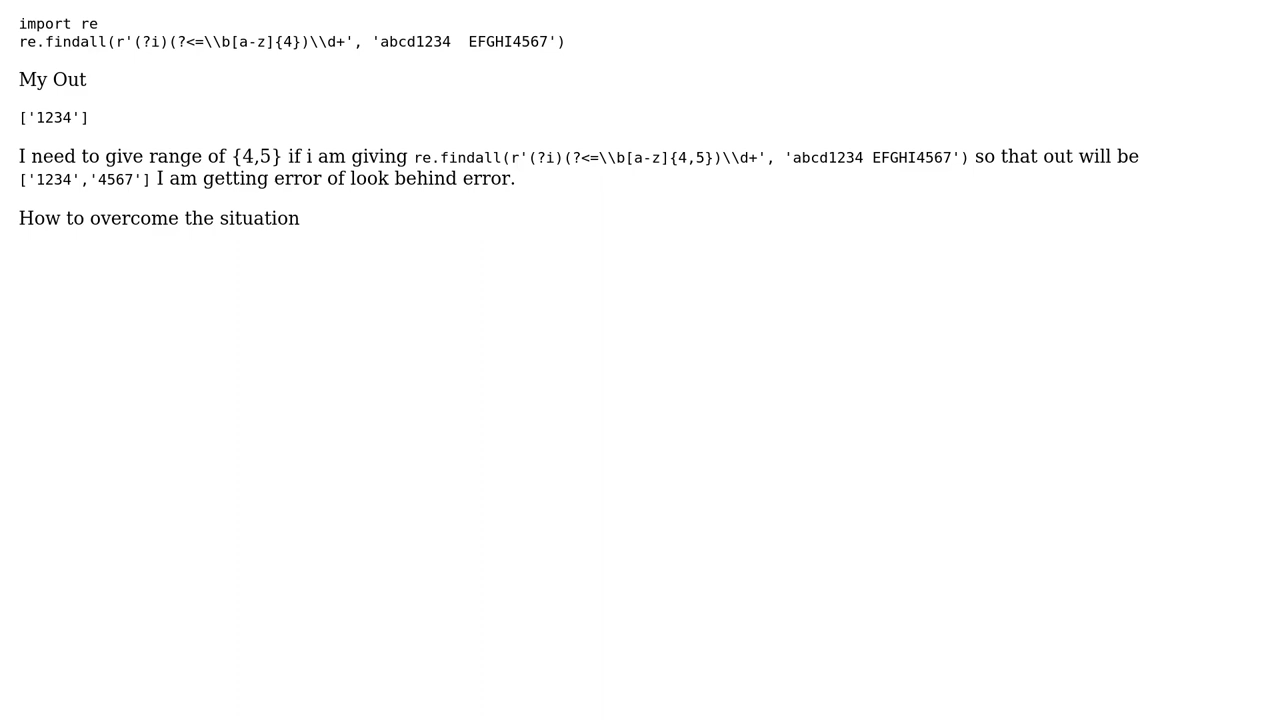 import re
re.findall(r'(?i)(?<=\\b[a-z]{4})\\d+', 'abcd1234  EFGHI4567')
My Out
['1234']
I need to give range of {4,5} if i am giving re.findall(r'(?i)(?<=\\b[a-z]{4,5})\\d+', 'abcd1234 EFGHI4567') so that out will be
['1234','4567'] I am getting error of look behind error.
How to overcome the situation